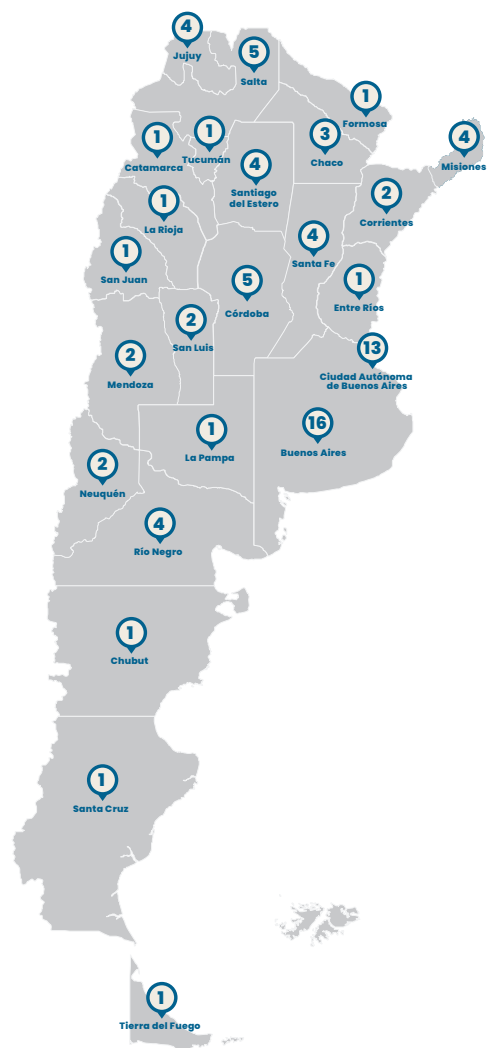 4
Jujuy
5
Salta
1
Formosa
1
Catamarca
1
Tucumán
3
Chaco
4
Misiones
4
Santiago
del Estero
2
Corrientes
1
La Rioja
4
Santa Fe
1
San Juan
5
Córdoba
1
Entre Ríos
2
San Luis
2
Mendoza
13
Ciudad Autónoma
de Buenos Aires
1
La Pampa
16
Buenos Aires
2
Neuquén
4
Río Negro
1
Chubut
1
Santa Cruz
1
Tierra del Fuego